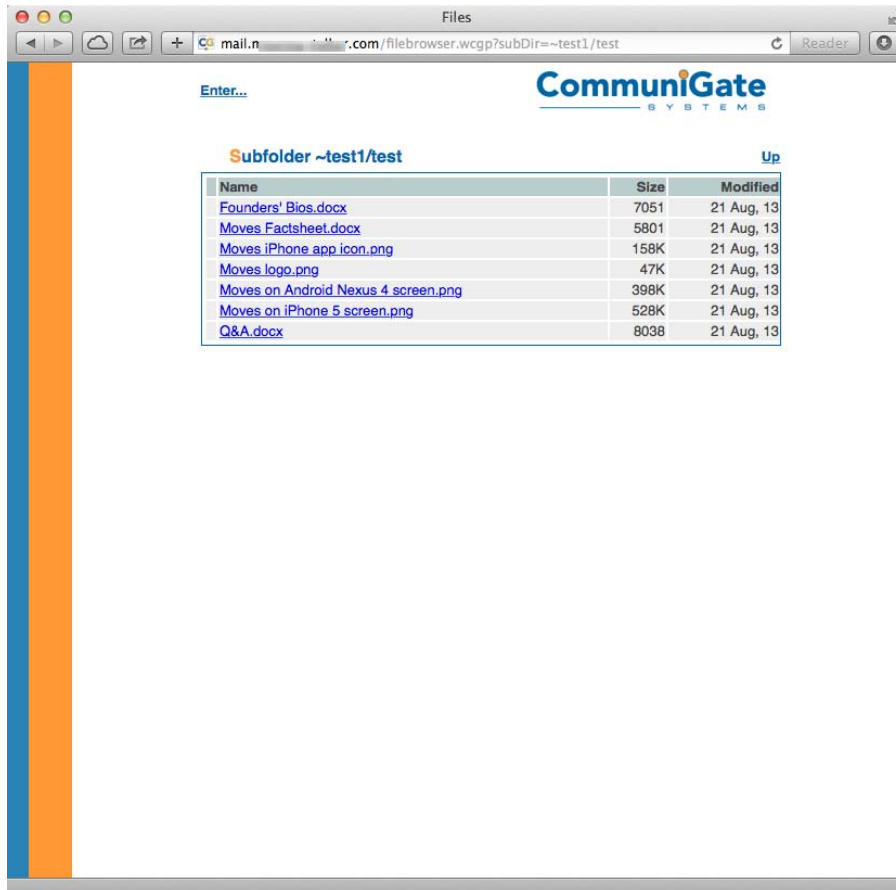 Files
mail.m .com/filebrowser.wcgp?subDir=~test1/test
Reader
Enter...
CommuniGate
SYSTEMS
Subfolder ~test1/test Up
Name Size Modified
Founders' Bios.docx 7051 21 Aug, 13
Moves Factsheet.docx 5801 21 Aug, 13
Moves iPhone app icon.png 158K 21 Aug, 13
Moves logo.png 47K 21 Aug, 13
Moves on Android Nexus 4 screen.png 398K 21 Aug, 13
Moves on iPhone 5 screen.png 528K 21 Aug, 13
Q&A.docx 8038 21 Aug, 13